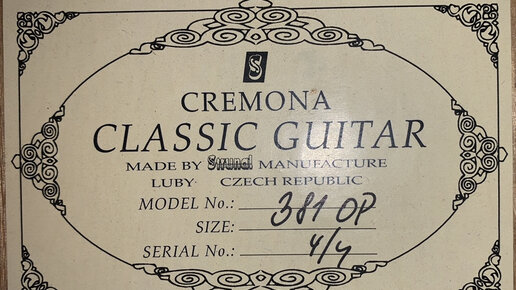 S
CREMONA
CLASSIC GUITAR
MADE BY Strunal MANUFACTURE
LUBY CZECH REPUBLIC
MODEL No.: 381 OP
SIZE: 4/4
SERIAL No.: